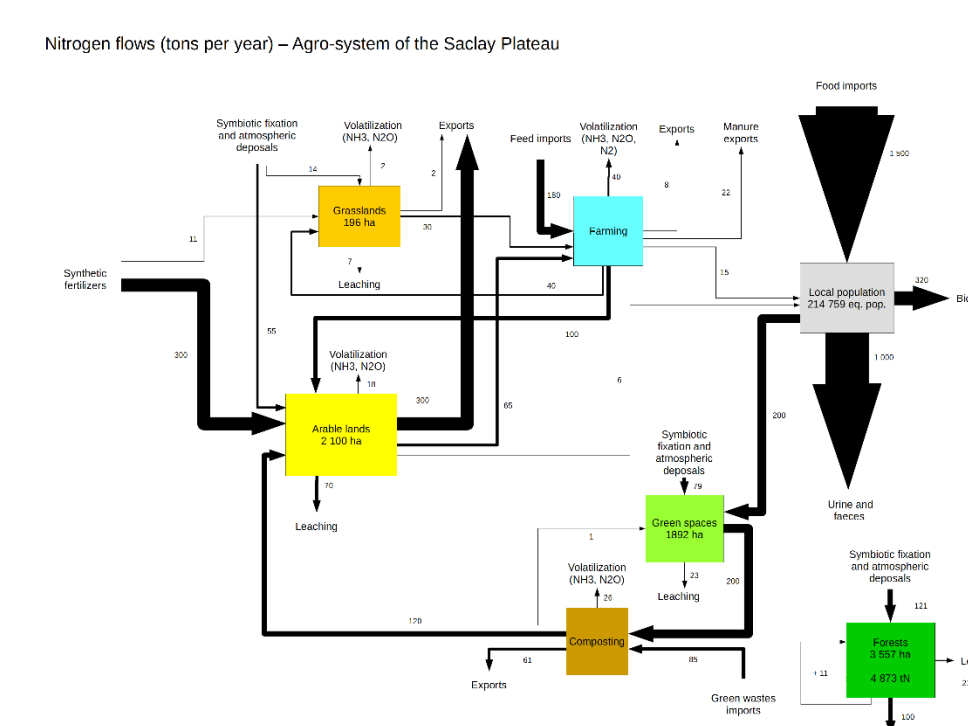 Nitrogen flows (tons per year) – Agro-system of the Saclay Plateau
Food imports
Symbiotic fixation
and atmospheric
deposals
Volatilization
(NH3, N2O)
Exports
Feed imports
Volatilization
(NH3, N2O,
N2)
Exports
Manure
exports
1 500
14
2
2
40
180
8
22
Grasslands
196 ha
30
Farming
11
7
Leaching
40
15
Synthetic
fertilizers
Local population
214 759 eq. pop.
320
Bio
300
55
100
1 000
Volatilization
(NH3, N2O)
18
6
300
65
200
Arable lands
2 100 ha
Symbiotic
fixation and
atmospheric
deposals
70
79
Leaching
Urine and
faeces
Green spaces
1892 ha
1
Symbiotic fixation
and atmospheric
deposals
Volatilization
(NH3, N2O)
23
200
Leaching
26
121
120
Composting
Forests
3 557 ha
4 873 tN
61
85
+ 11
Le
Exports
Green wastes
imports
100